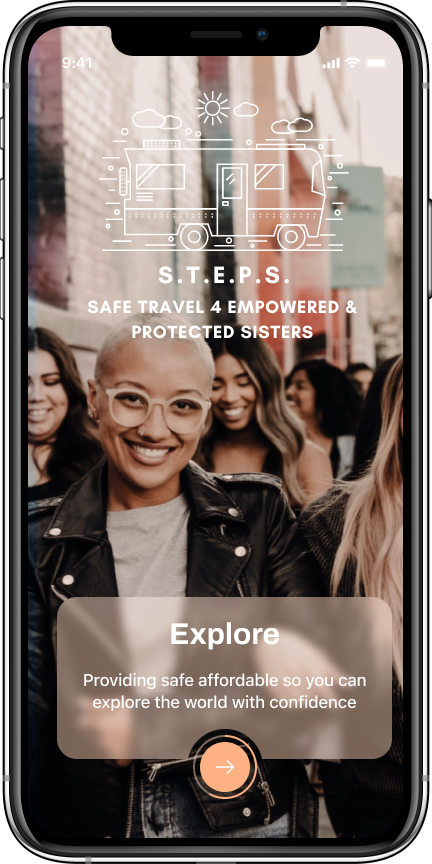 9:41
S.T.E.P.S.
SAFE TRAVEL 4 EMPOWERED &
PROTECTED SISTERS
Explore
Providing safe affordable so you can
explore the world with confidence